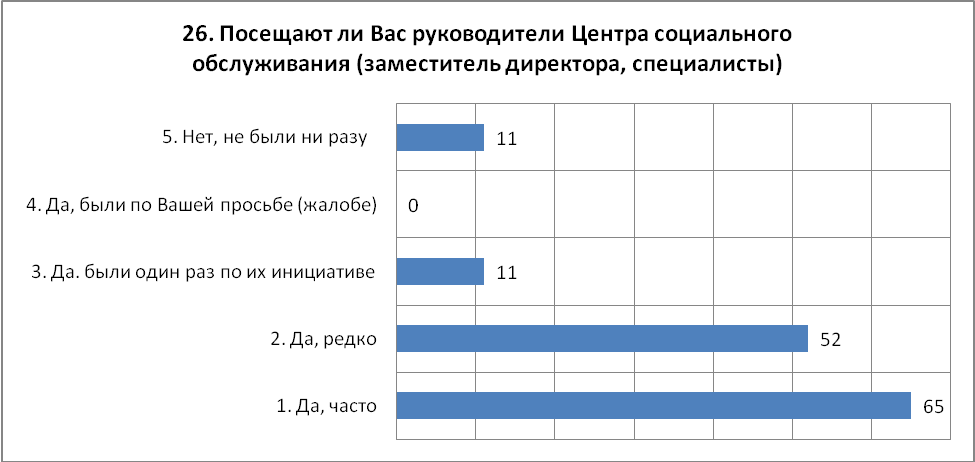 26. Посещают ли Вас руководители Центра социального
обслуживания (заместитель директора, специалисты)
5. Нет, не были ни разу
11
4. Да, были по Вашей просьбе (жалобе)
0
3. Да. были один раз по их инициативе
11
2. Да, редко
52
1. Да, часто
65